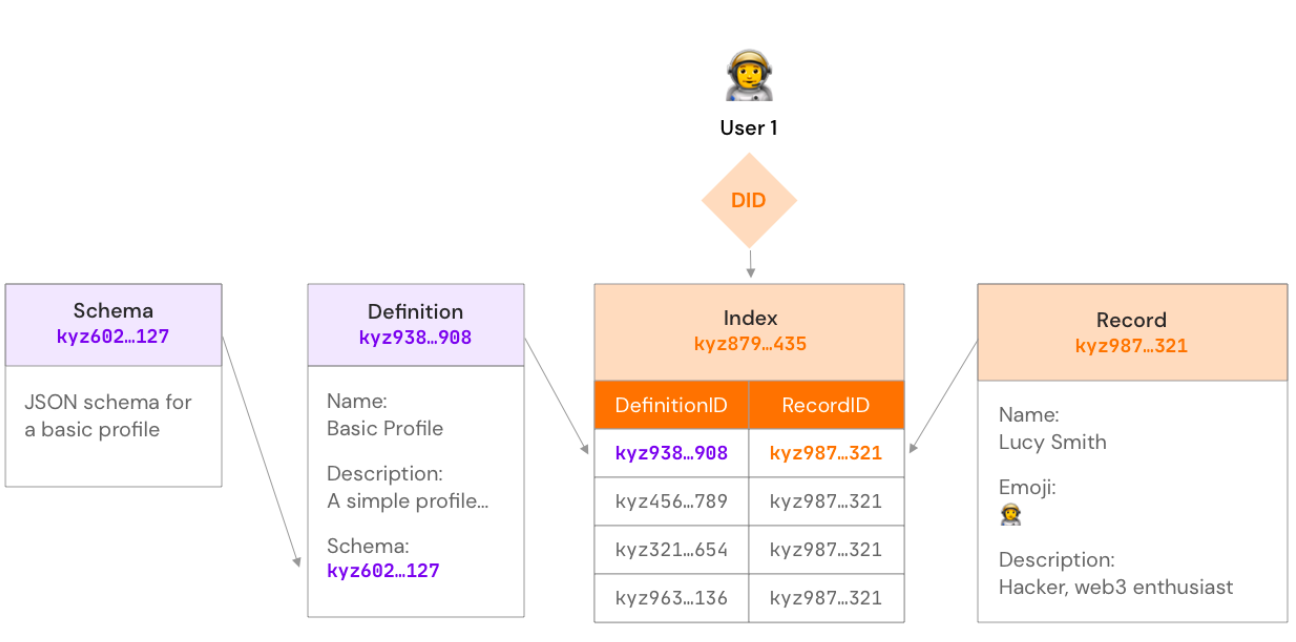 User 1
DID
Schema
kyz602…127
JSON schema for
a basic profile
Definition
kyz938…908
Name:
Basic Profile
Description:
A simple profile…
Schema:
kyz602…127
Index
kyz879…435
DefinitionID RecordID
kyz938…908 kyz987…321
kyz456…789 kyz987…321
kyz321…654 kyz987…321
kyz963…136 kyz987…321
Record
kyz987…321
Name:
Lucy Smith
Emoji:
Description:
Hacker, web3 enthusiast